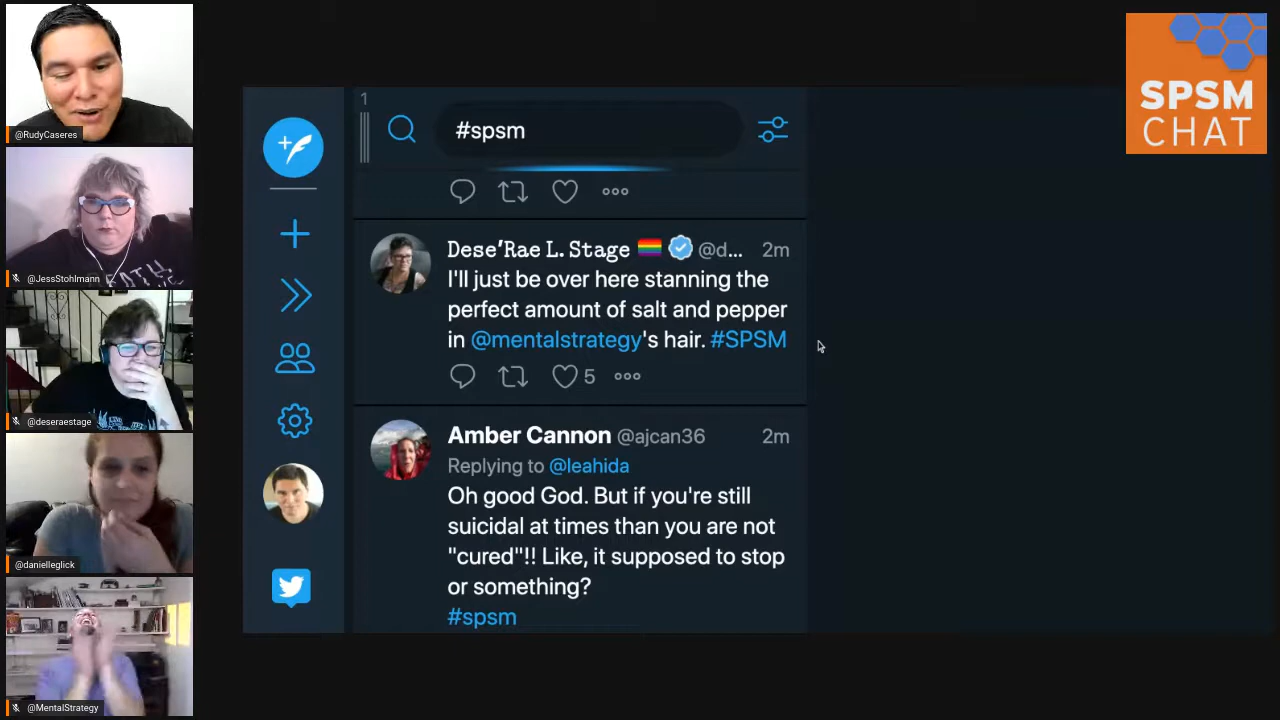 @RudyCaseres
@JessStohlmann
@deseraestage
@danielleglick
@MentalStrategy
1
#spsm
Dese'Rae L. Stage @d... 2m
I'll just be over here stanning the
perfect amount of salt and pepper
in @mentalstrategy's hair. #SPSM
5
Amber Cannon @ajcan36 2m
Replying to @leahida
Oh good God. But if you're still
suicidal at times than you are not
"cured"!! Like, it supposed to stop
or something?
#spsm
SPSM
CHAT